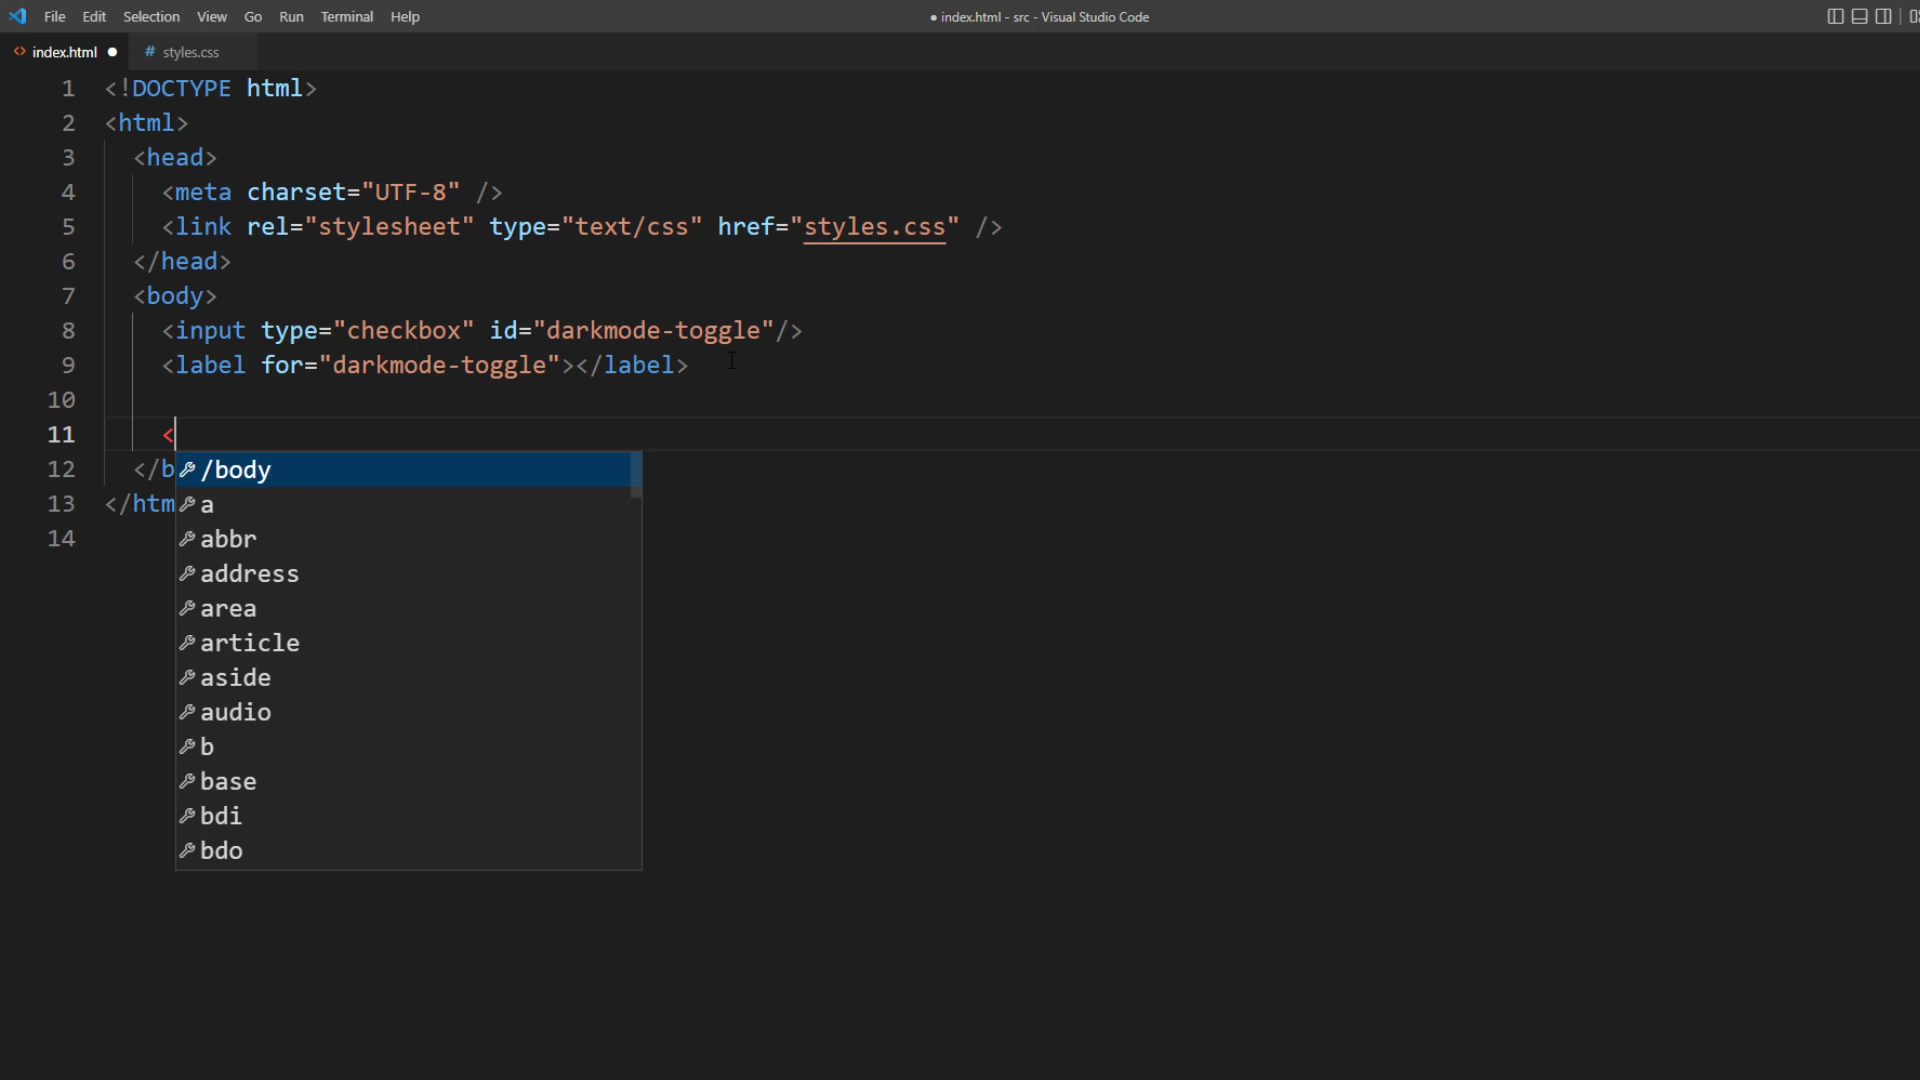 File Edit Selection View Go Run Terminal Help ● index.html - src - Visual Studio Code
<> index.html ● # styles.css
1 <!DOCTYPE html>
2 <html>
3 <head>
4 <meta charset="UTF-8" />
5 <link rel="stylesheet" type="text/css" href="styles.css" />
6 </head>
7 <body>
8 <input type="checkbox" id="darkmode-toggle"/>
9 <label for="darkmode-toggle"></label>
10
11 <
12 </b
/body
13 </htm
a
14
abbr
address
area
article
aside
audio
b
base
bdi
bdo